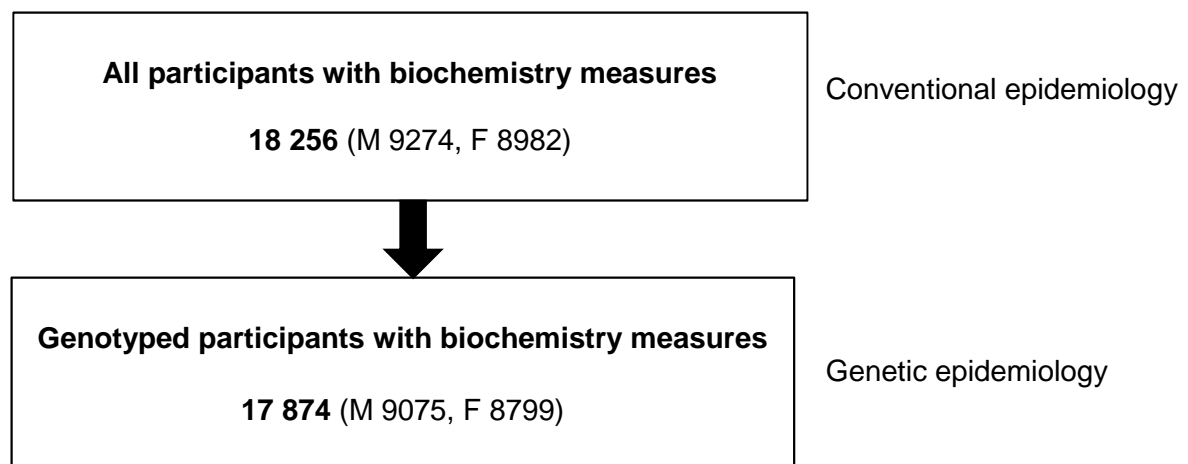 All participants with biochemistry measures
Conventional epidemiology
18 256 (M 9274, F 8982)
Genotyped participants with biochemistry measures
Genetic epidemiology
17 874 (M 9075, F 8799)